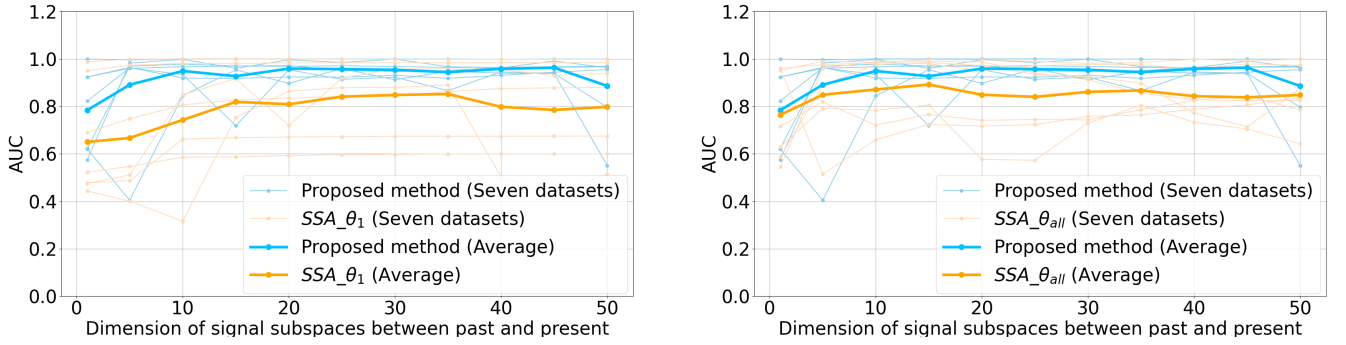 1.2
1.0
0.8
0.6
0.4
0.2
0.0
AUC
0 10 20 30 40 50
Dimension of signal subspaces between past and present
Proposed method (Seven datasets)
SSA_θ₁ (Seven datasets)
Proposed method (Average)
SSA_θ₁ (Average)
1.2
1.0
0.8
0.6
0.4
0.2
0.0
AUC
0 10 20 30 40 50
Dimension of signal subspaces between past and present
Proposed method (Seven datasets)
SSA_θall (Seven datasets)
Proposed method (Average)
SSA_θall (Average)